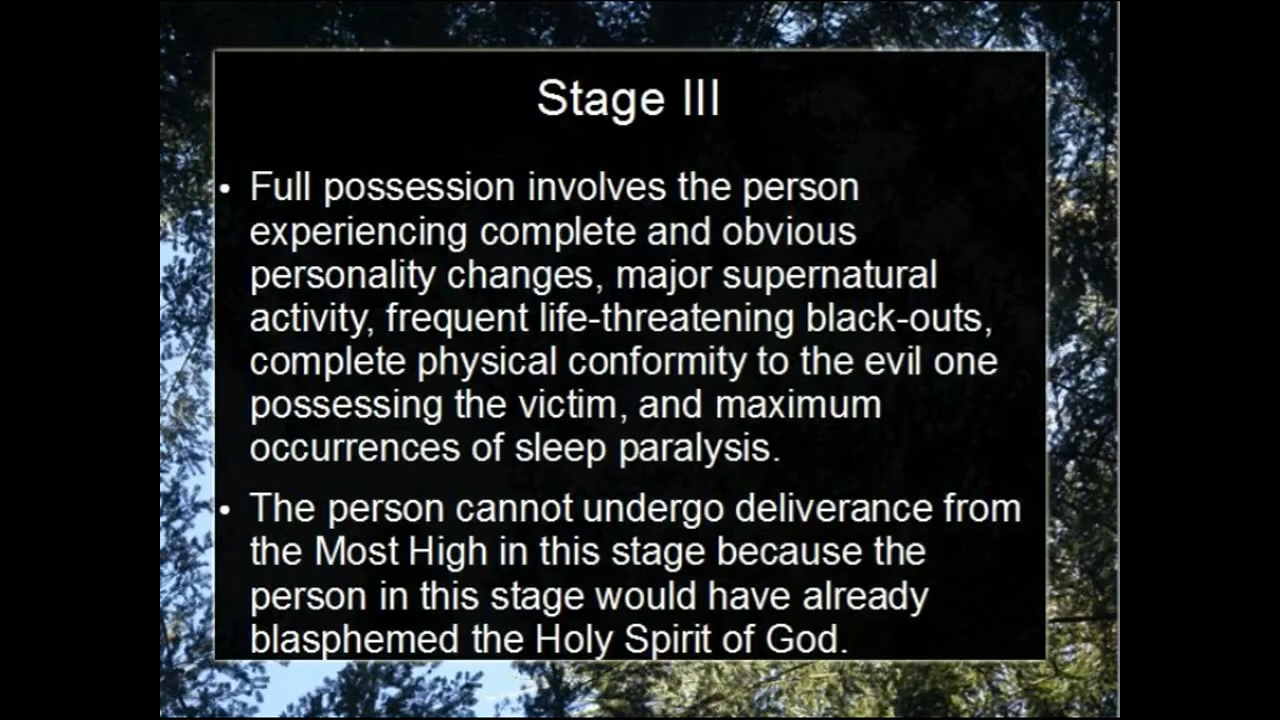 Stage III
• Full possession involves the person
experiencing complete and obvious
personality changes, major supernatural
activity, frequent life-threatening black-outs,
complete physical conformity to the evil one
possessing the victim, and maximum
occurrences of sleep paralysis.
• The person cannot undergo deliverance from
the Most High in this stage because the
person in this stage would have already
blasphemed the Holy Spirit of God.